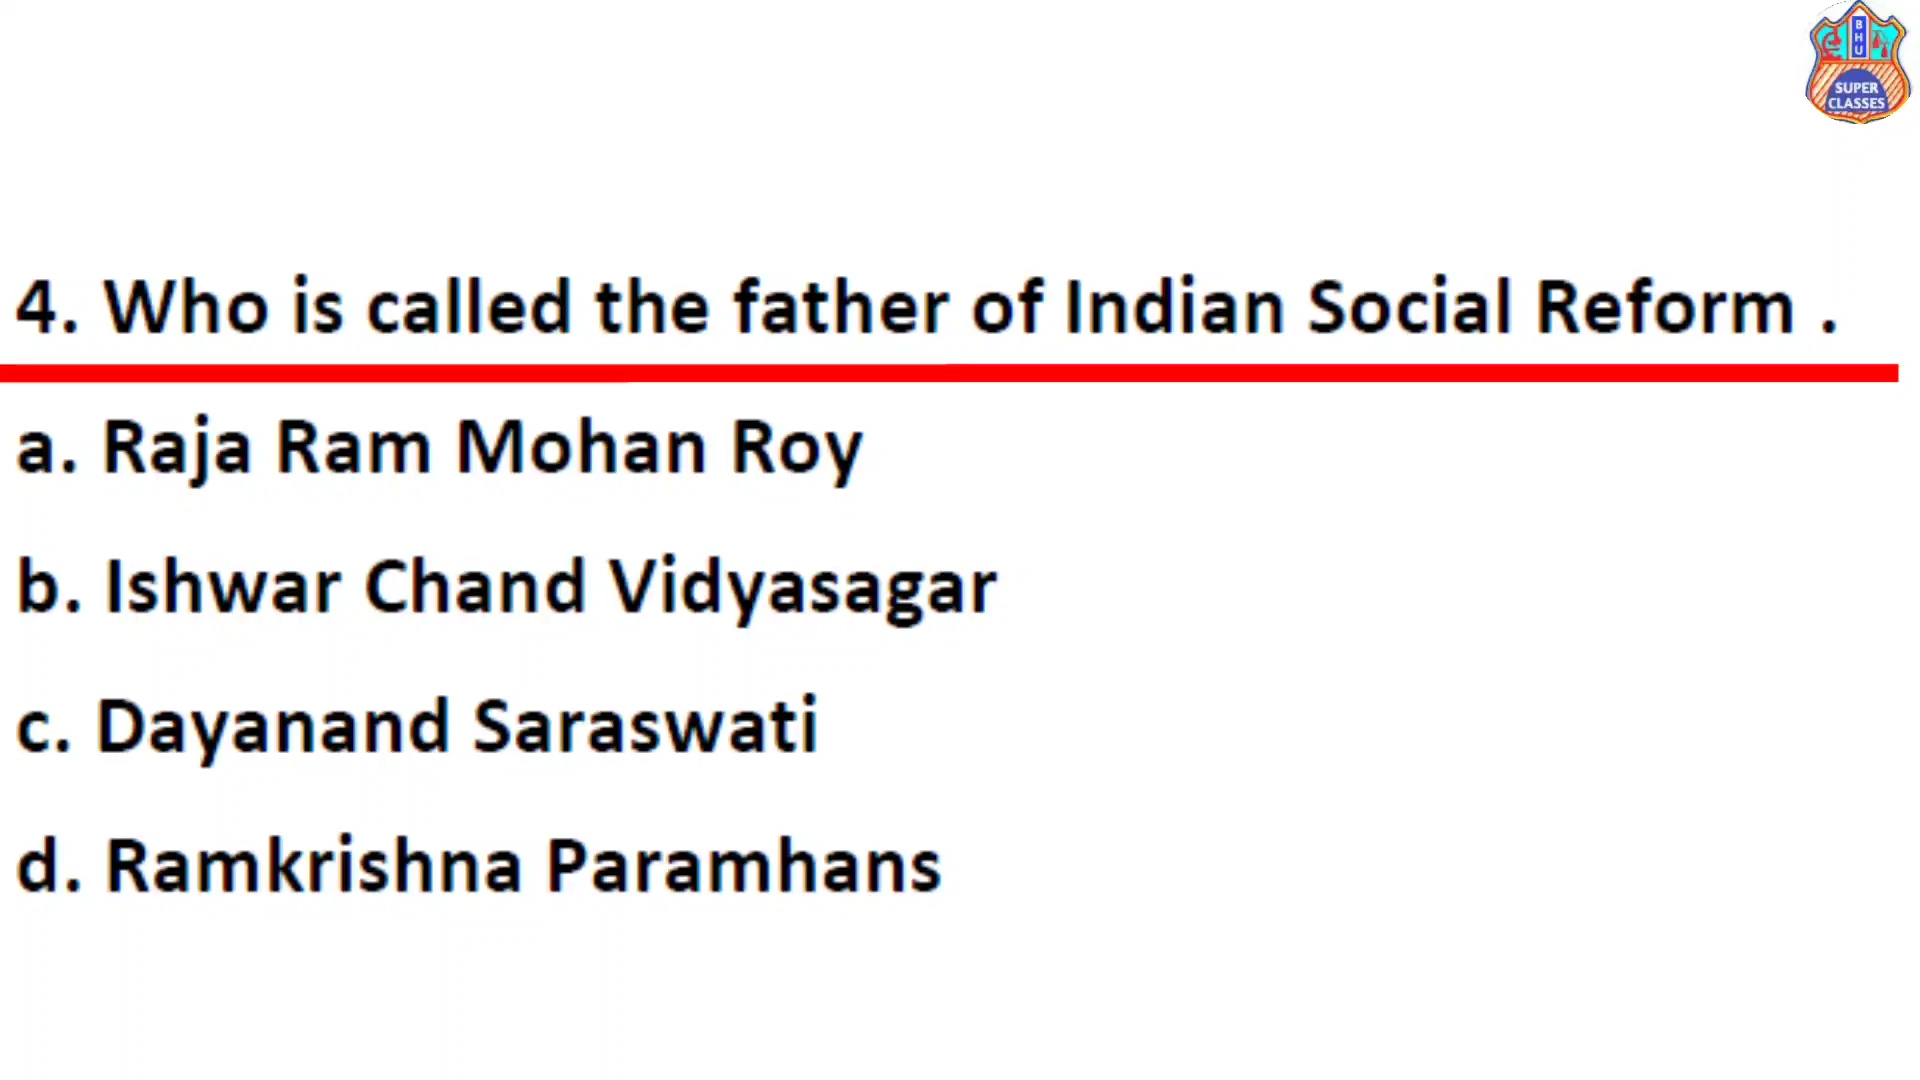 BHU
SUPER
CLASSES
4. Who is called the father of Indian Social Reform .
a. Raja Ram Mohan Roy
b. Ishwar Chand Vidyasagar
c. Dayanand Saraswati
d. Ramkrishna Paramhans